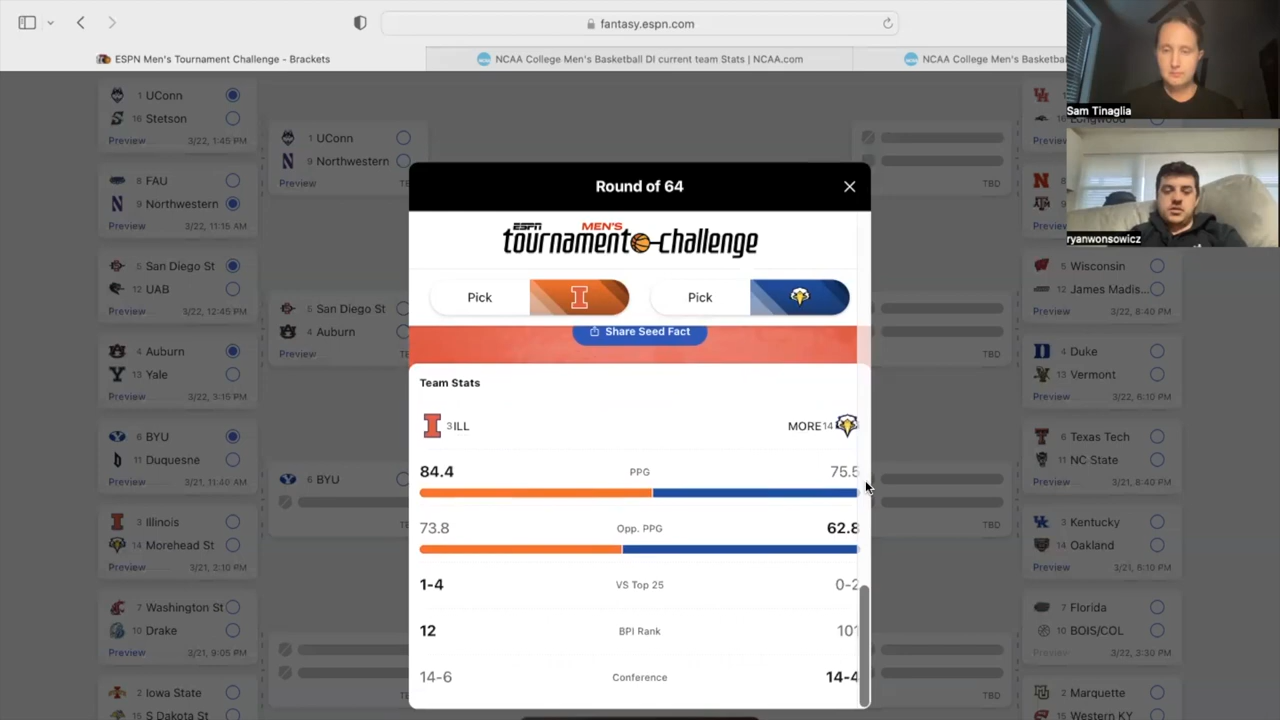 fantasy.espn.com
ESPN Men's Tournament Challenge - Brackets
NCAA College Men's Basketball DI current team Stats | NCAA.com
NCAA College Men's Basketba
Sam Tinaglia
ryanwonsowicz
1 UConn
16 Stetson
Preview
3/22, 1:45 PM
8 FAU
9 Northwestern
Preview
3/22, 11:15 AM
5 San Diego St
12 UAB
Preview
3/22, 12:45 PM
4 Auburn
13 Yale
Preview
3/22, 3:15 PM
6 BYU
11 Duquesne
Preview
3/21, 11:40 AM
3 Illinois
14 Morehead St
Preview
3/21, 2:10 PM
7 Washington St
10 Drake
Preview
3/21, 9:05 PM
2 Iowa State
15 S Dakota St
1 UConn
9 Northwestern
Preview
5 San Diego St
4 Auburn
Preview
6 BYU
Round of 64
ESPN MEN'S
tournament challenge
Pick
Pick
Share Seed Fact
Team Stats
3 ILL
MORE 14
84.4 PPG 75.5
73.8 Opp. PPG 62.8
1-4 VS Top 25 0-2
12 BPI Rank 101
14-6 Conference 14-4
TBD
TBD
TBD
TBD
Preview
Preview
5 Wisconsin
12 James Madis...
Preview
3/22, 8:40 PM
4 Duke
13 Vermont
Preview
3/22, 6:10 PM
6 Texas Tech
11 NC State
Preview
3/21, 8:40 PM
3 Kentucky
14 Oakland
Preview
3/21, 6:10 PM
7 Florida
10 BOIS/COL
Preview
3/22, 3:30 PM
2 Marquette
15 Western KY